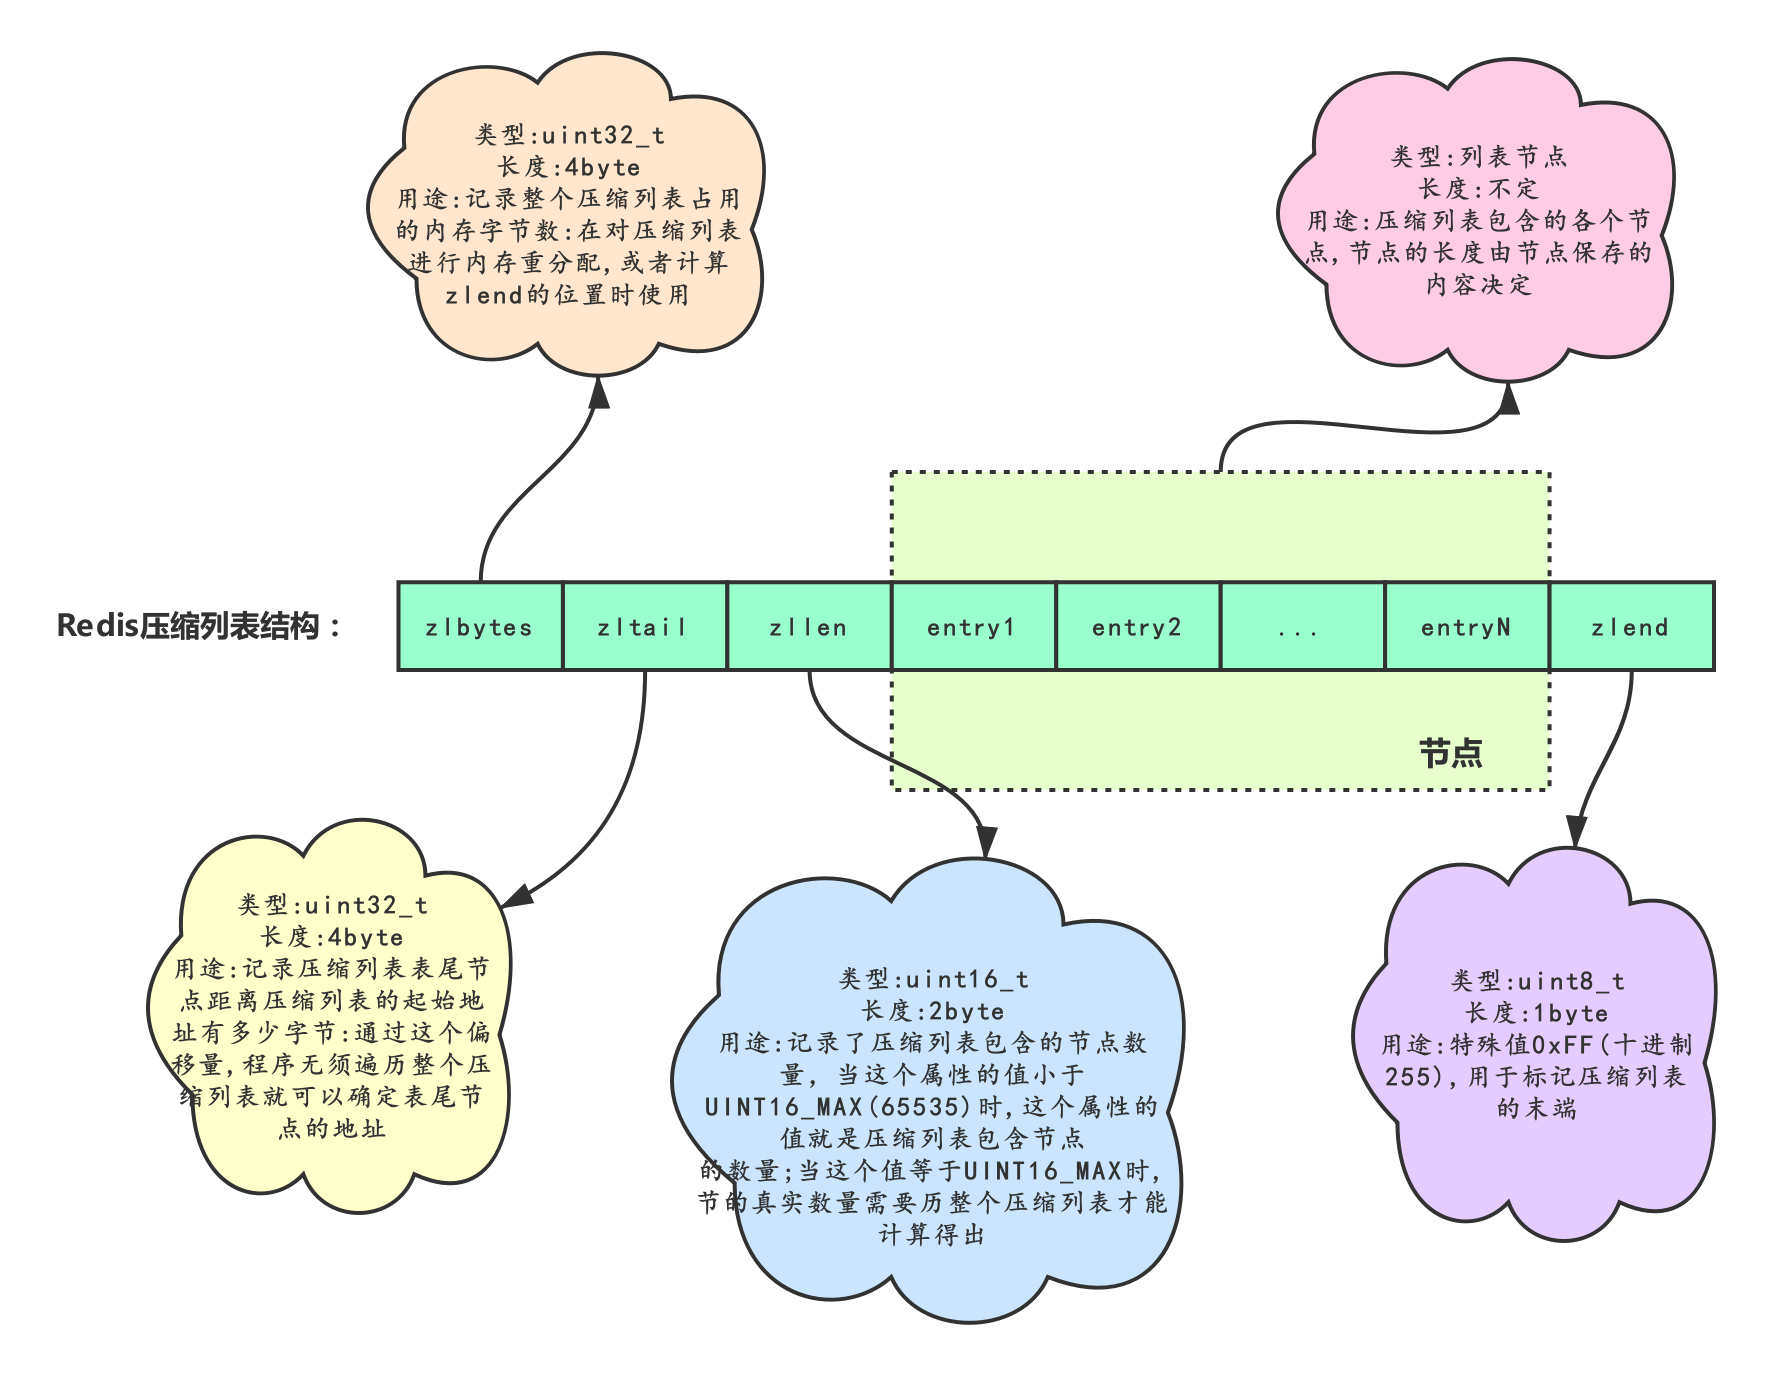 类型:uint32_t
长度:4byte
用途:记录整个压缩列表占用
的内存字节数:在对压缩列表
进行内存重分配,或者计算
zlend的位置时使用
类型:列表节点
长度:不定
用途:压缩列表包含的各个节
点,节点的长度由节点保存的
内容决定
Redis压缩列表结构：
zlbytes
zltail
zllen
entry1
entry2
...
entryN
zlend
节点
类型:uint32_t
长度:4byte
用途:记录压缩列表表尾节
点距离压缩列表的起始地
址有多少字节:通过这个偏
移量,程序无须遍历整个压
缩列表就可以确定表尾节
点的地址
类型:uint16_t
长度:2byte
用途:记录了压缩列表包含的节点数
量, 当这个属性的值小于
UINT16_MAX(65535)时,这个属性的
值就是压缩列表包含节点
的数量;当这个值等于UINT16_MAX时,
节的真实数量需要历整个压缩列表才能
计算得出
类型:uint8_t
长度:1byte
用途:特殊值0xFF(十进制
255),用于标记压缩列表
的末端